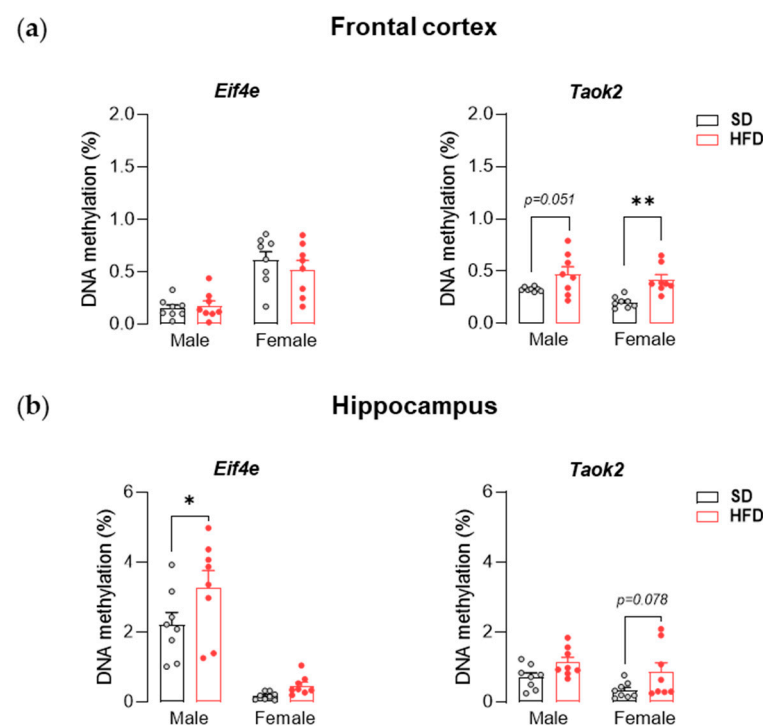 (a)
Frontal cortex
Eif4e
Taok2
SD
HFD
DNA methylation (%)
2.0
1.5
1.0
0.5
0.0
Male
Female
DNA methylation (%)
2.0
1.5
1.0
0.5
0.0
p=0.051
**
Male
Female
(b)
Hippocampus
Eif4e
Taok2
SD
HFD
DNA methylation (%)
6
4
2
0
*
Male
Female
DNA methylation (%)
6
4
2
0
p=0.078
Male
Female